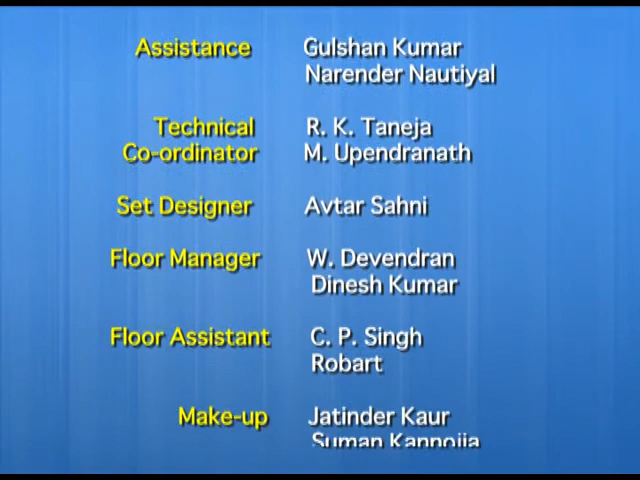 Assistance Gulshan Kumar
Narender Nautiyal
Technical R. K. Taneja
Co-ordinator M. Upendranath
Set Designer Avtar Sahni
Floor Manager W. Devendran
Dinesh Kumar
Floor Assistant C. P. Singh
Robart
Make-up Jatinder Kaur
Suman Kannojia